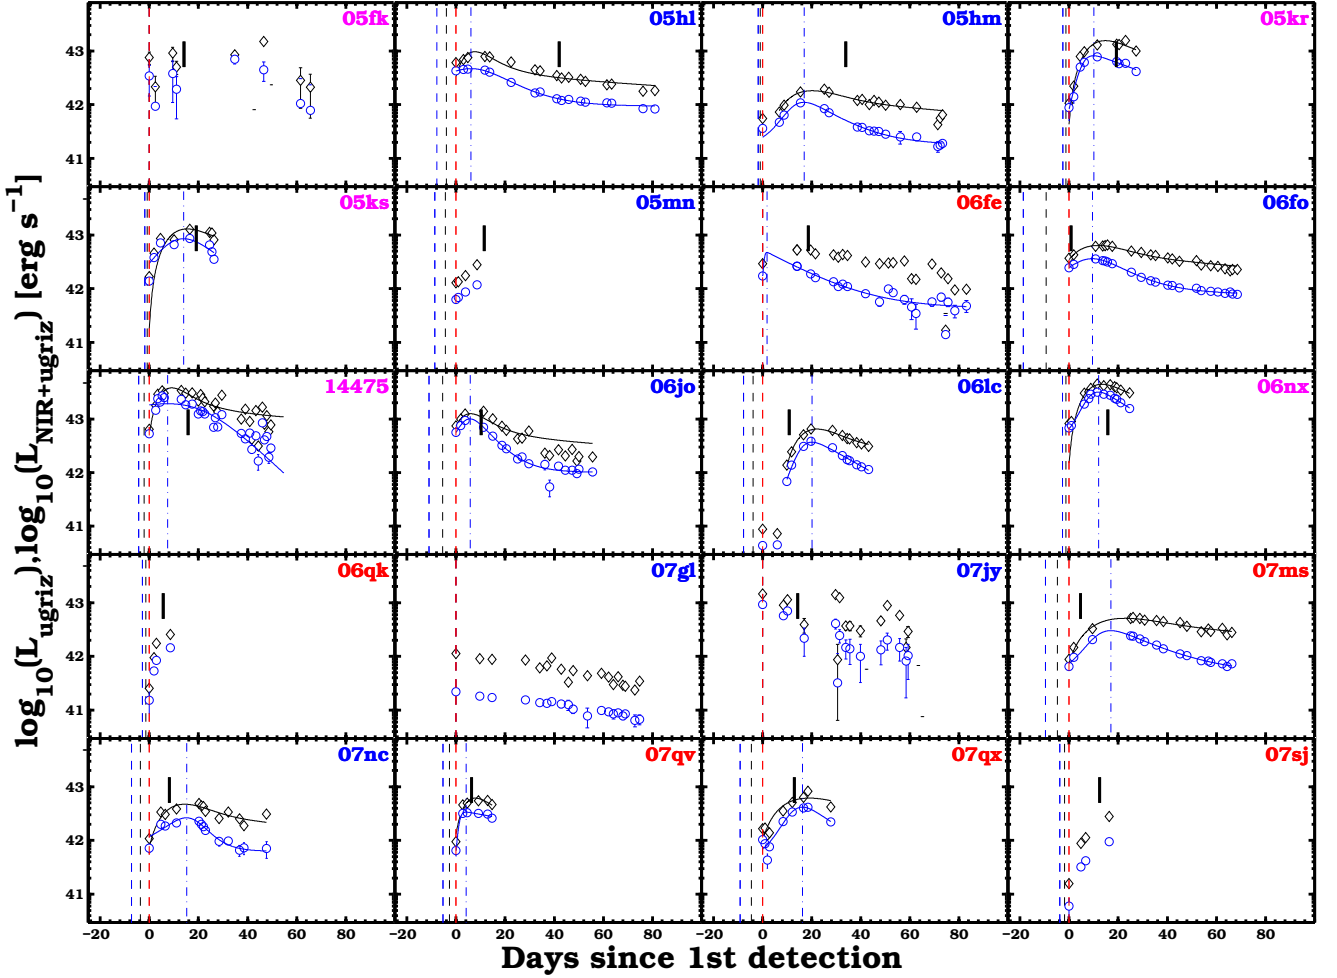 log10(Lugriz),log10(LNIR+ugriz) [erg s−1]
05fk 05hl 05hm 05kr
43
42
41
05ks 05mn 06fe 06fo
43
42
41
14475 06jo 06lc 06nx
43
42
41
06qk 07gl 07jy 07ms
43
42
41
07nc 07qv 07qx 07sj
43
42
41
−20 0 20 40 60 80 −20 0 20 40 60 80 −20 0 20 40 60 80 −20 0 20 40 60 80 100
Days since 1st detection